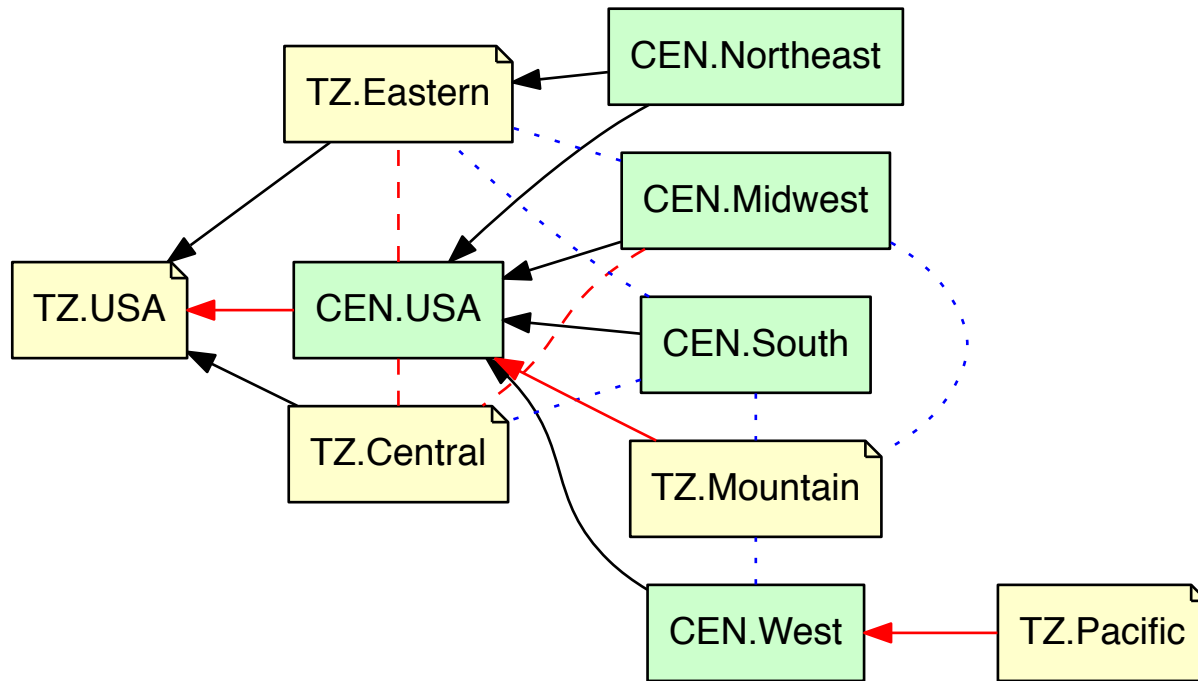 CEN.Northeast
TZ.Eastern
CEN.Midwest
TZ.USA
CEN.USA
CEN.South
TZ.Central
TZ.Mountain
CEN.West
TZ.Pacific